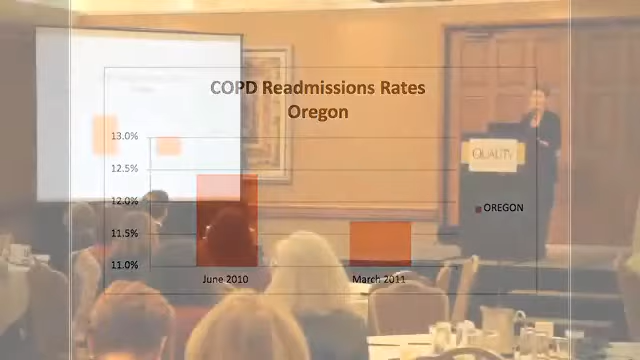 COPD Readmissions Rates
Oregon
13.0%
12.5%
12.0%
11.5%
11.0%
June 2010
March 2011
OREGON
QUALITY